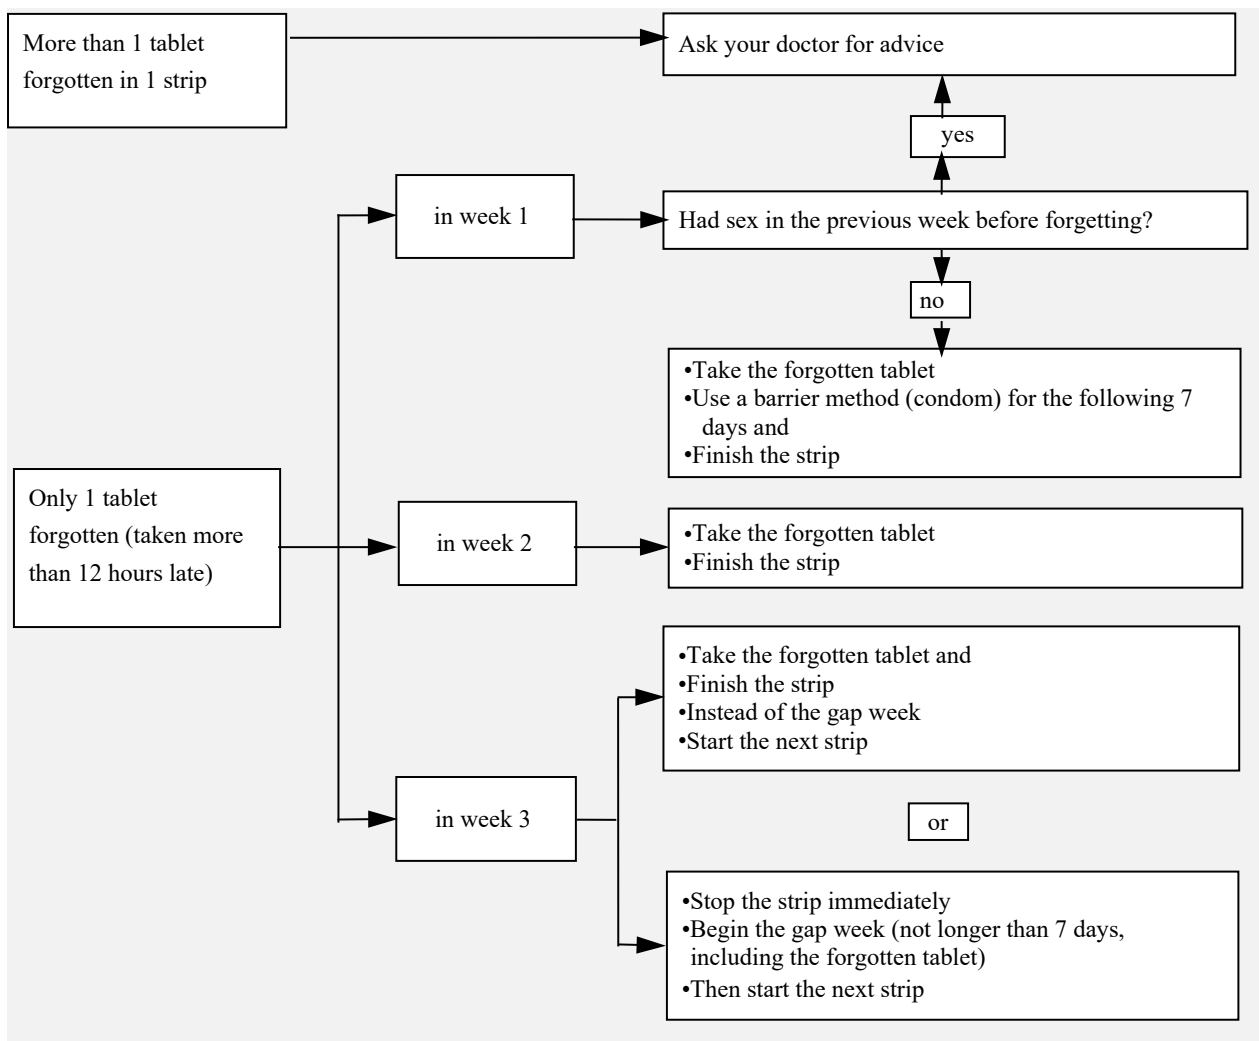 More than 1 tablet
forgotten in 1 strip
Ask your doctor for advice
yes
in week 1
Had sex in the previous week before forgetting?
no
•Take the forgotten tablet
•Use a barrier method (condom) for the following 7
days and
•Finish the strip
Only 1 tablet
forgotten (taken more
than 12 hours late)
in week 2
•Take the forgotten tablet
•Finish the strip
•Take the forgotten tablet and
•Finish the strip
•Instead of the gap week
•Start the next strip
in week 3
or
•Stop the strip immediately
•Begin the gap week (not longer than 7 days,
including the forgotten tablet)
•Then start the next strip